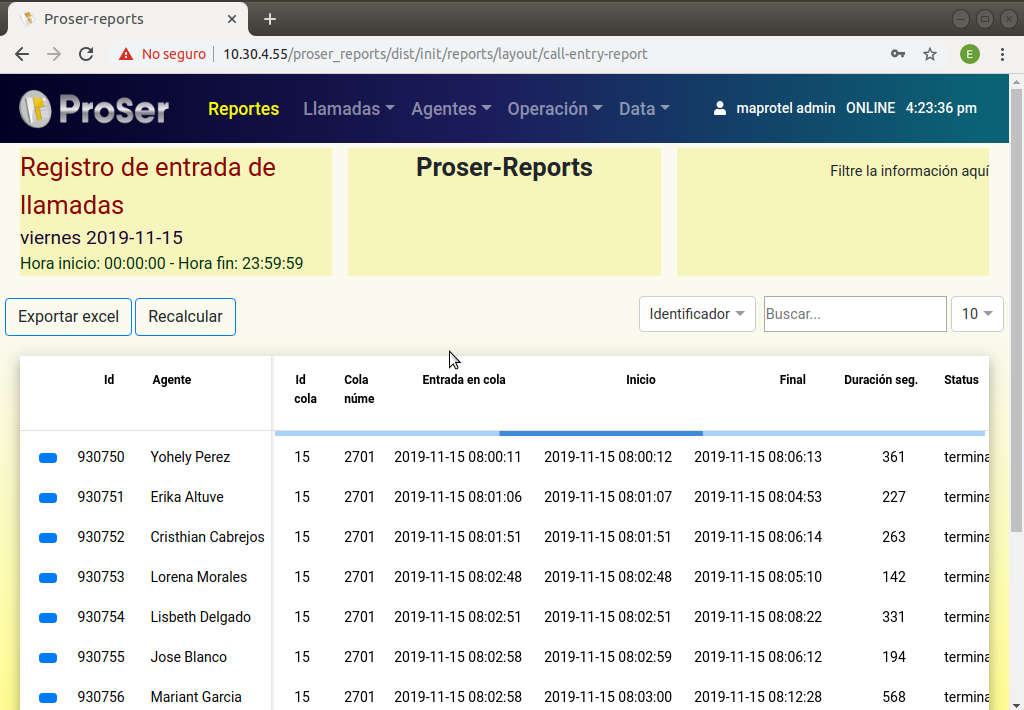 Proser-reports
No seguro 10.30.4.55/proser_reports/dist/init/reports/layout/call-entry-report E
ProSer Reportes Llamadas Agentes Operación Data maprotel admin ONLINE 4:23:36 pm
Registro de entrada de
llamadas
viernes 2019-11-15
Hora inicio: 00:00:00 - Hora fin: 23:59:59
Proser-Reports
Filtre la información aquí
Exportar excel Recalcular Identificador Buscar... 10
Id Agente Id cola Cola núme Entrada en cola Inicio Final Duración seg. Status
930750 Yohely Perez 15 2701 2019-11-15 08:00:11 2019-11-15 08:00:12 2019-11-15 08:06:13 361 termina
930751 Erika Altuve 15 2701 2019-11-15 08:01:06 2019-11-15 08:01:07 2019-11-15 08:04:53 227 termina
930752 Cristhian Cabrejos 15 2701 2019-11-15 08:01:51 2019-11-15 08:01:51 2019-11-15 08:06:14 263 termina
930753 Lorena Morales 15 2701 2019-11-15 08:02:48 2019-11-15 08:02:48 2019-11-15 08:05:10 142 termina
930754 Lisbeth Delgado 15 2701 2019-11-15 08:02:51 2019-11-15 08:02:51 2019-11-15 08:08:22 331 termina
930755 Jose Blanco 15 2701 2019-11-15 08:02:58 2019-11-15 08:02:59 2019-11-15 08:06:12 194 termina
930756 Mariant Garcia 15 2701 2019-11-15 08:02:58 2019-11-15 08:03:00 2019-11-15 08:12:28 568 termina